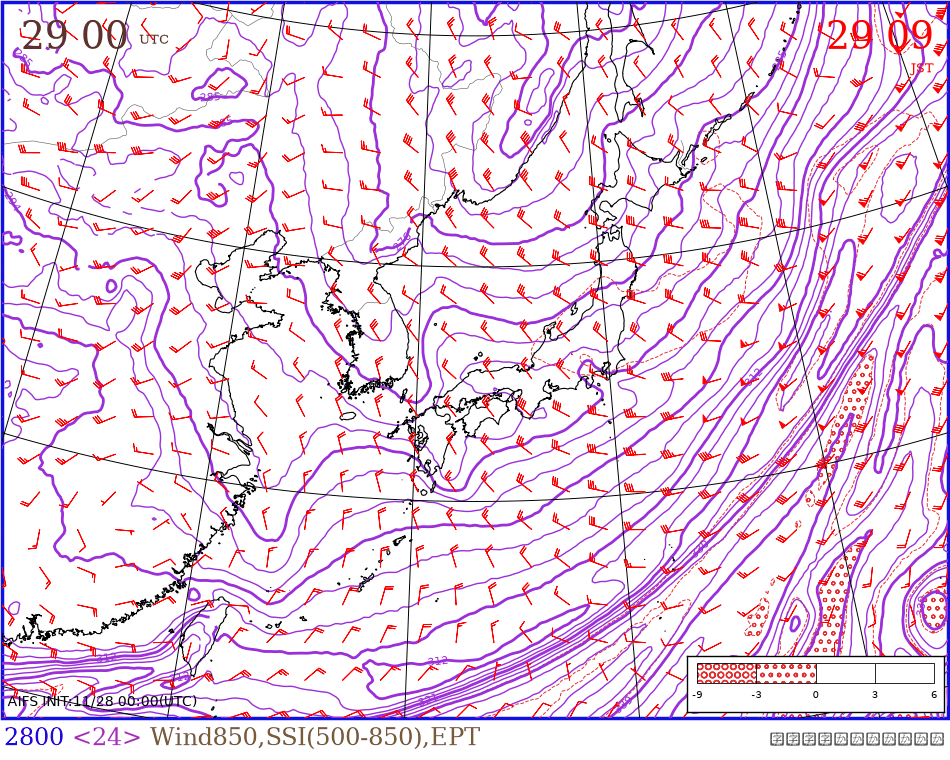 29 00 UTC
29 09
JST
AIFS INIT:11/28 00:00(UTC)
-9 -3 0 3 6
2800 <24> Wind850,SSI(500-850),EPT